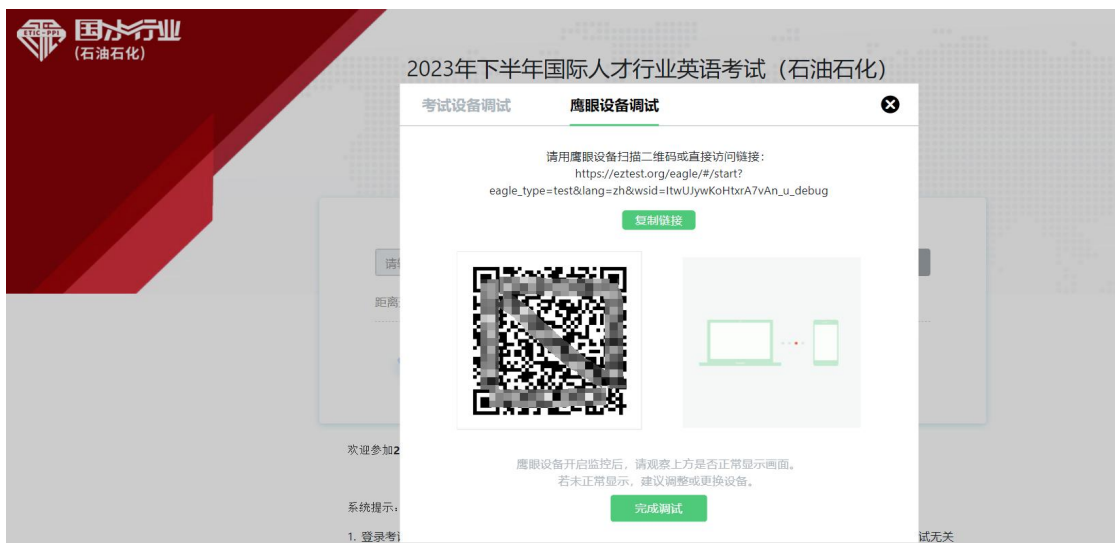 ETIC-PPI
国才行业
(石油石化)
2023年下半年国际人才行业英语考试（石油石化）
考试设备调试
鹰眼设备调试
请用鹰眼设备扫描二维码或直接访问链接：
https://eztest.org/eagle/#/start?
eagle_type=test&lang=zh&wsid=ItwUJywKoHtxrA7vAn_u_debug
复制链接
请
距离
鹰眼设备开启监控后，请观察上方是否正常显示画面。
若未正常显示，建议调整或更换设备。
完成调试
欢迎参加2
系统提示：
1. 登录考
试无关